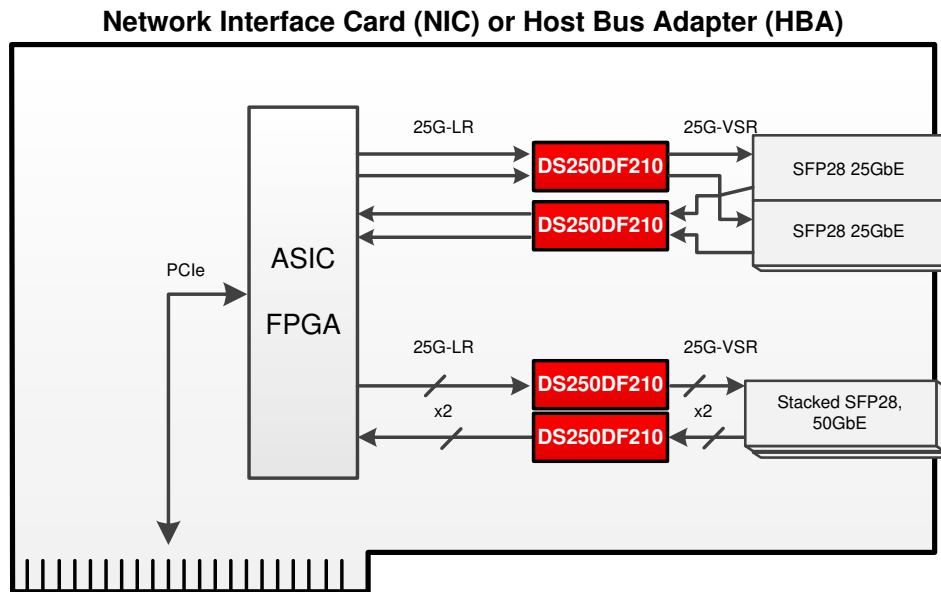 Network Interface Card (NIC) or Host Bus Adapter (HBA)
25G-LR
25G-VSR
DS250DF210
SFP28 25GbE
DS250DF210
SFP28 25GbE
PCIe
ASIC
FPGA
25G-LR
25G-VSR
DS250DF210
x2
x2
DS250DF210
Stacked SFP28,
50GbE